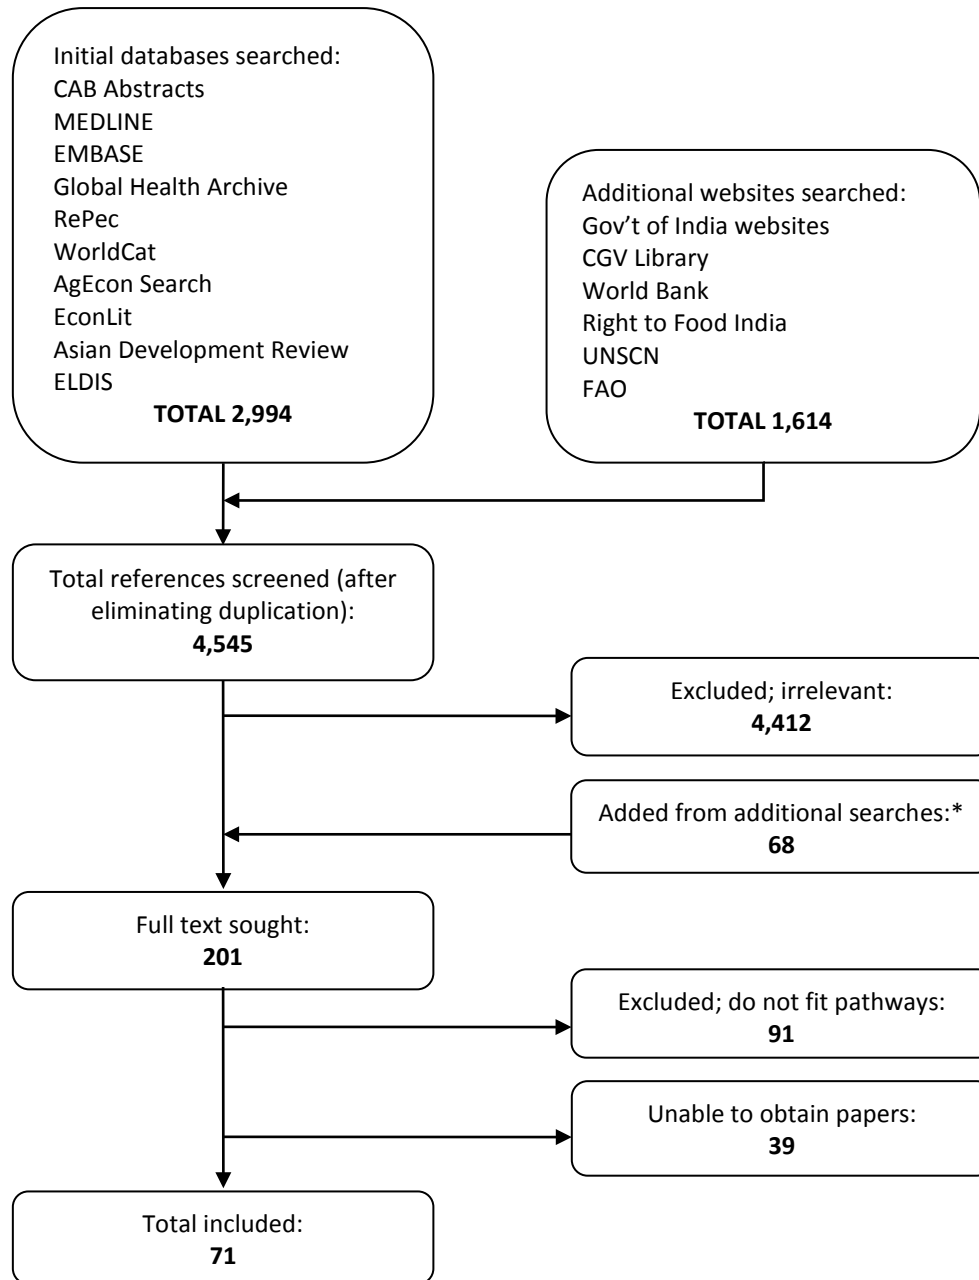 Initial databases searched:
CAB Abstracts
MEDLINE
EMBASE
Global Health Archive
RePec
WorldCat
AgEcon Search
EconLit
Asian Development Review
ELDIS
TOTAL 2,994
Additional websites searched:
Gov’t of India websites
CGV Library
World Bank
Right to Food India
UNSCN
FAO
TOTAL 1,614
Total references screened (after
eliminating duplication):
4,545
Excluded; irrelevant:
4,412
Added from additional searches:*
68
Full text sought:
201
Excluded; do not fit pathways:
91
Unable to obtain papers:
39
Total included:
71